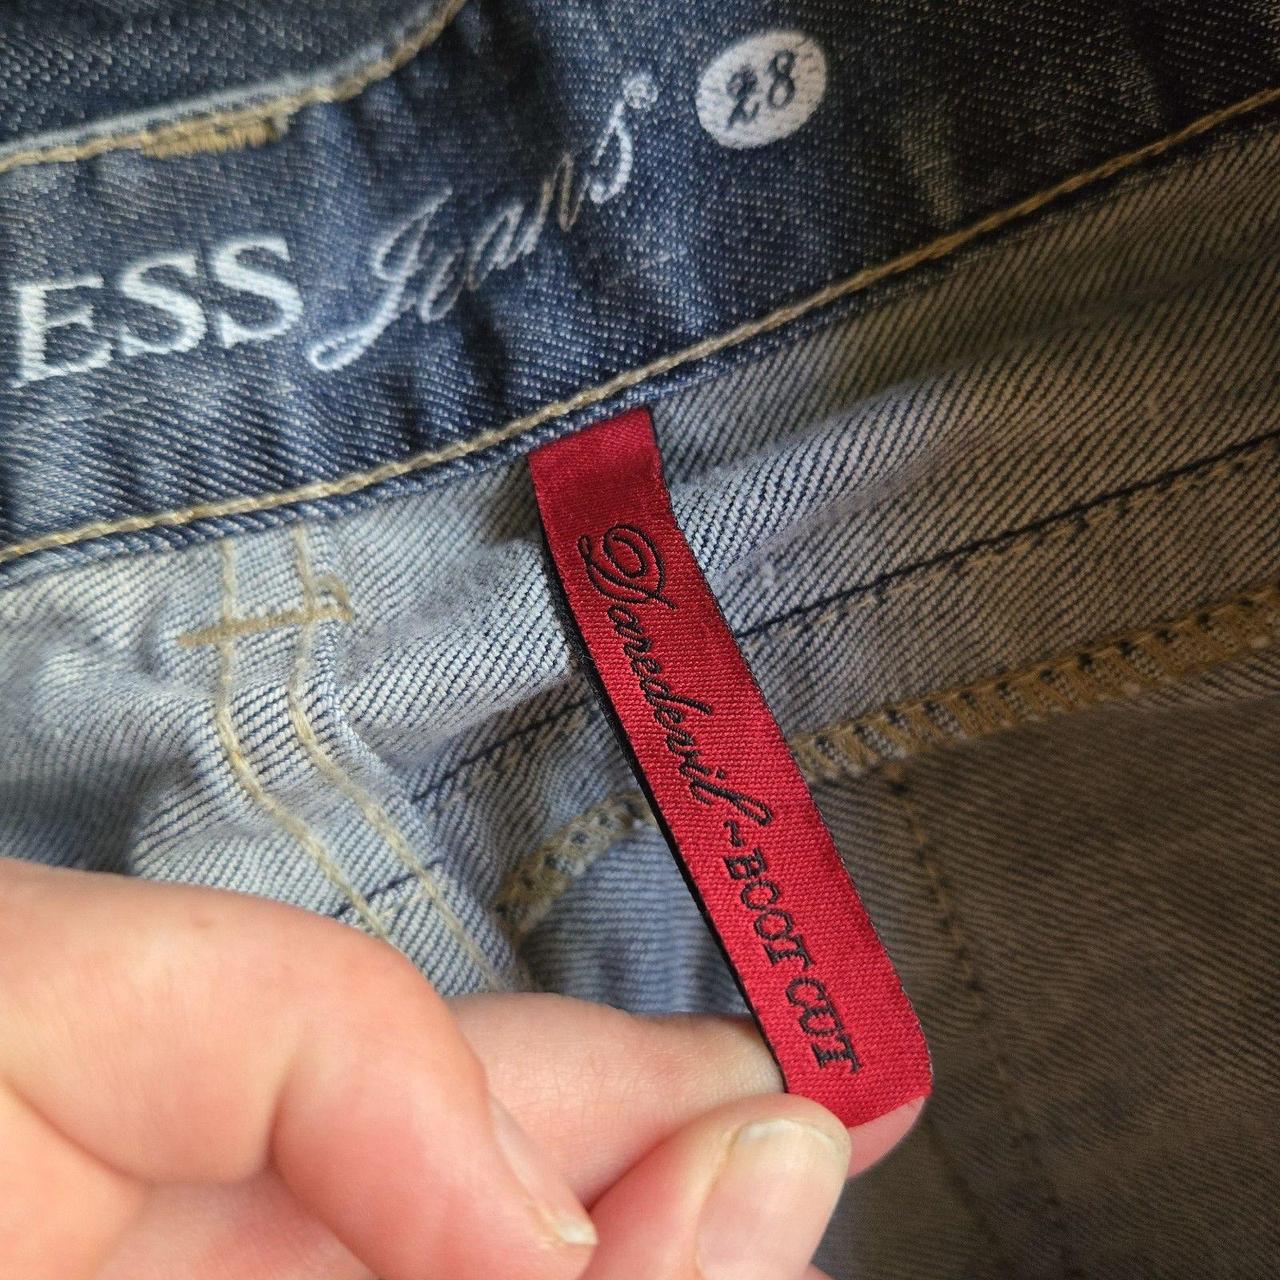 ESS Jeans®
28
Daredevil ~ BOOT CUT